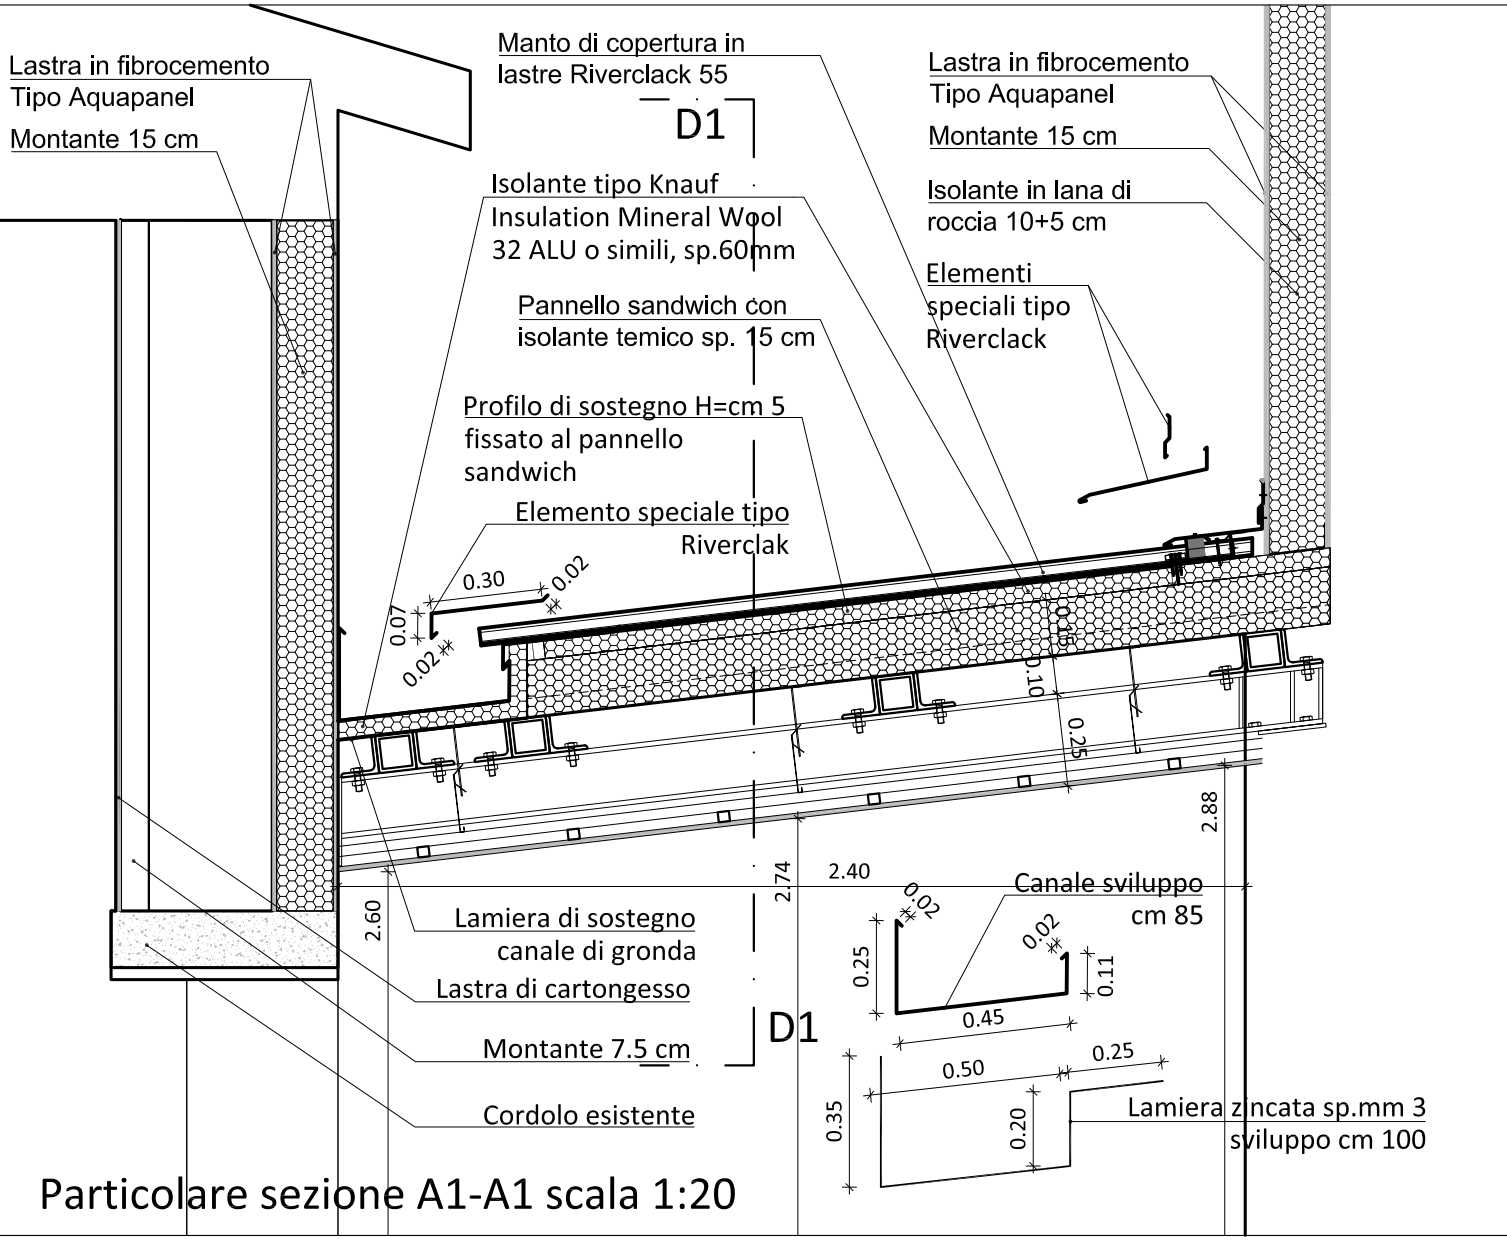 Lastra in fibrocemento
Tipo Aquapanel
Montante 15 cm
Manto di copertura in
lastre Riverclack 55
D1
Isolante tipo Knauf
Insulation Mineral Wool
32 ALU o simili, sp.60mm
Pannello sandwich con
isolante temico sp. 15 cm
Profilo di sostegno H=cm 5
fissato al pannello
sandwich
Elemento speciale tipo
Riverclak
Lastra in fibrocemento
Tipo Aquapanel
Montante 15 cm
Isolante in lana di
roccia 10+5 cm
Elementi
speciali tipo
Riverclack
0.30
0.02
0.07
0.02
0.15
0.10
0.25
2.88
2.74
2.40
2.60
Lamiera di sostegno
canale di gronda
Lastra di cartongesso
Montante 7.5 cm
Cordolo esistente
D1
Canale sviluppo
cm 85
0.02
0.02
0.25
0.11
0.45
0.50
0.25
0.35
0.20
Lamiera zincata sp.mm 3
sviluppo cm 100
Particolare sezione A1-A1 scala 1:20